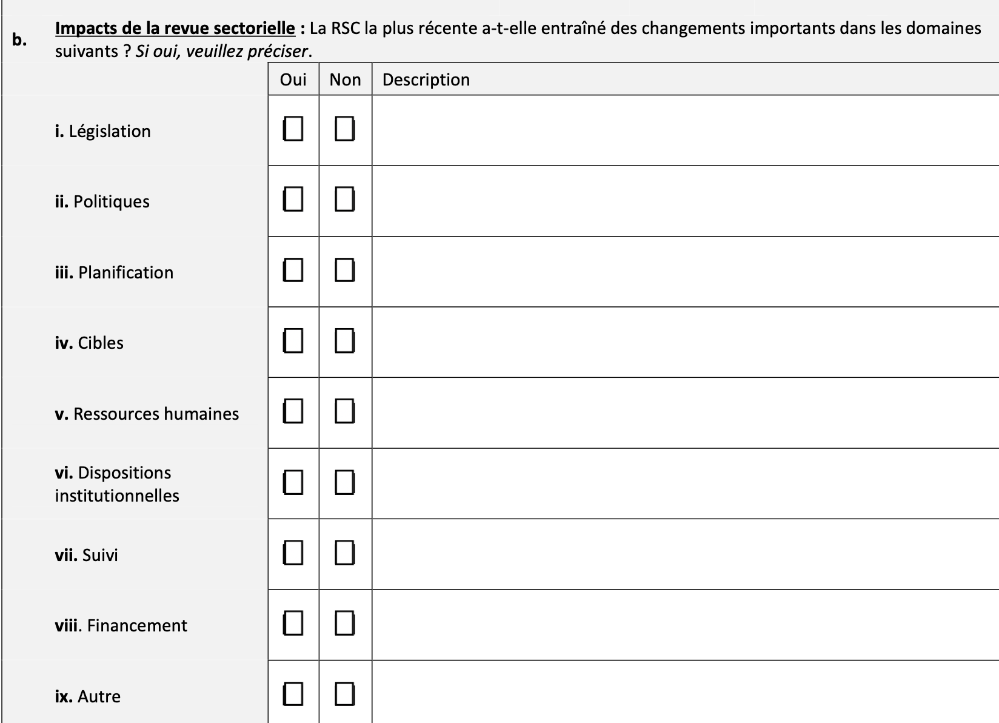 b.
Impacts de la revue sectorielle : La RSC la plus récente a-t-elle entraîné des changements importants dans les domaines
suivants ? Si oui, veuillez préciser.
Oui Non Description
i. Législation
ii. Politiques
iii. Planification
iv. Cibles
v. Ressources humaines
vi. Dispositions
institutionnelles
vii. Suivi
viii. Financement
ix. Autre